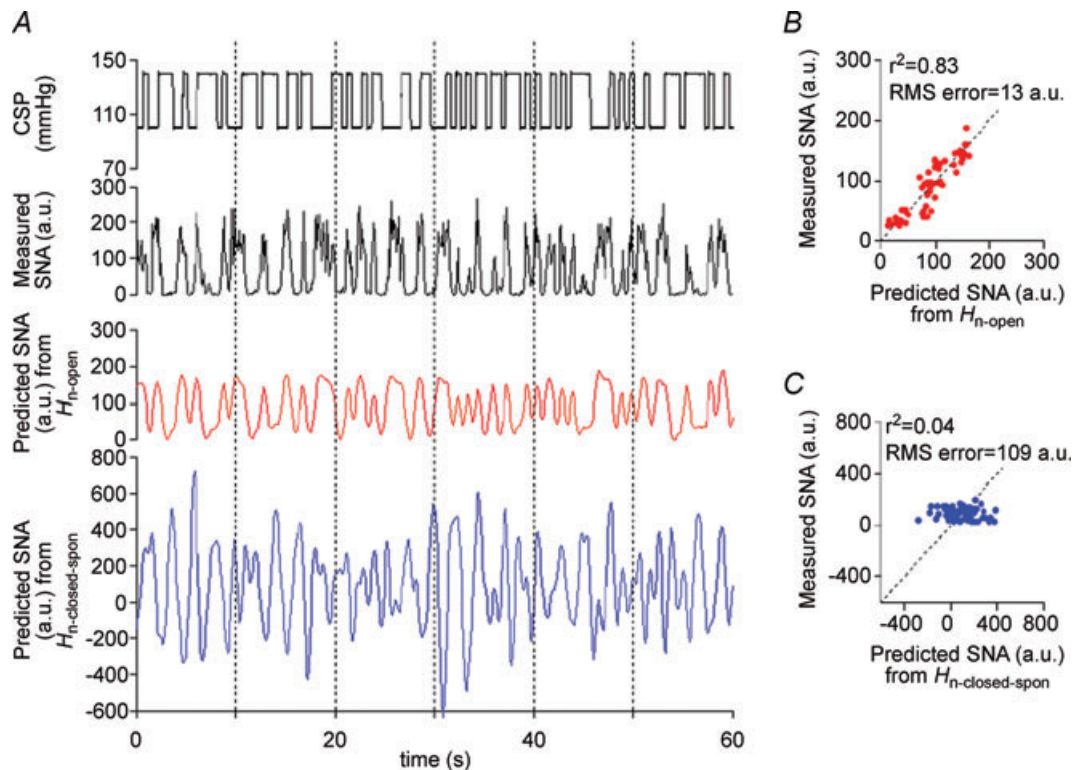 A
150
110
70
CSP
(mmHg)
300
200
100
0
Measured
SNA (a.u.)
300
200
100
0
Predicted SNA
(a.u.) from
Hn-open
800
600
400
200
0
-200
-400
-600
Predicted SNA
(a.u.) from
Hn-closed-spon
0 10 20 30 40 50 60
time (s)
B
r²=0.83
RMS error=13 a.u.
300
200
100
0
Measured SNA (a.u.)
0 100 200 300
Predicted SNA (a.u.)
from Hn-open
C
r²=0.04
RMS error=109 a.u.
800
400
0
-400
Measured SNA (a.u.)
-400 0 400 800
Predicted SNA (a.u.)
from Hn-closed-spon